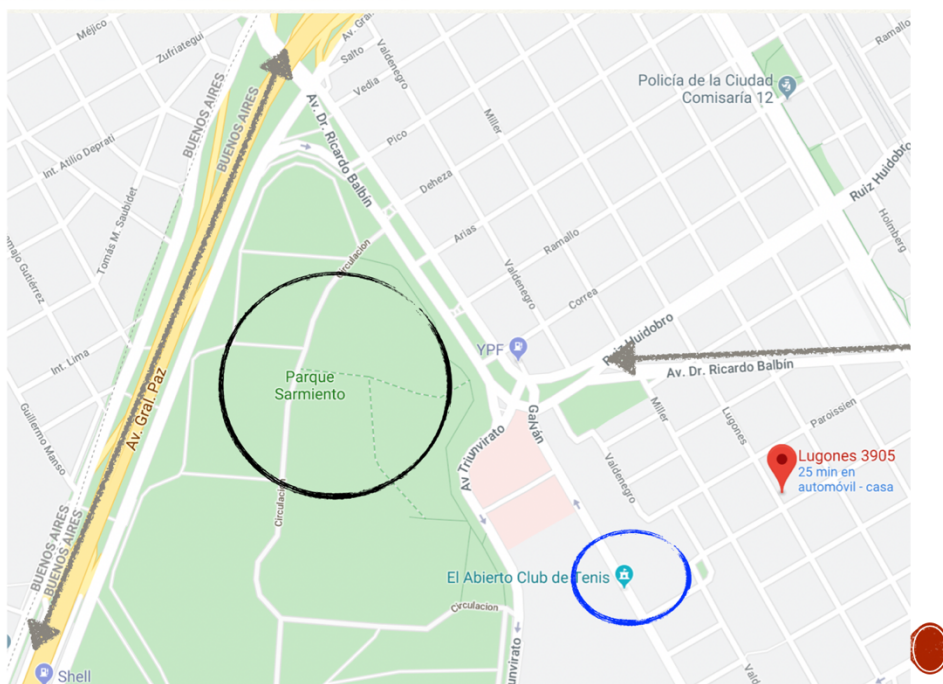 Méjico
Zufriategui
Av. Gra
Salto
Valdenegro
Vedia
Ramallo
BUENOS AIRES
BUENOS AIRES
Av. Dr. Ricardo Balbín
Miller
Policía de la Ciudad
Comisaría 12
Int. Atilio Deprati
Pico
Deheza
Ruiz Huidobro
Tomás M. Saubidet
Arias
Ramallo
Holmberg
Circulacion
Valdenegro
Correa
Int. Lima
YPF
Huidobro
Av. Dr. Ricardo Balbín
Parque
Sarmiento
Av. Gral. Paz
Guillermo Manso
Galván
Av Triunvirato
Miller
Lugones
Paroissien
Valdenegro
Lugones 3905
25 min en
automóvil - casa
Circulacion
BUENOS AIRES
BUENOS AIRES
El Abierto Club de Tenis
Circulacion
Shell